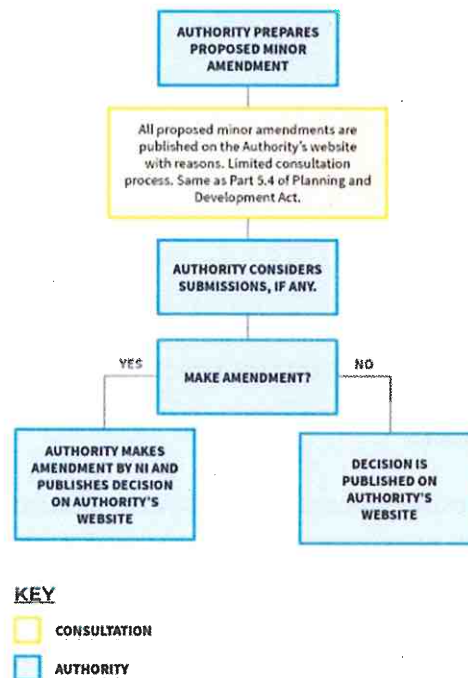 AUTHORITY PREPARES
PROPOSED MINOR
AMENDMENT
All proposed minor amendments are
published on the Authority's website
with reasons. Limited consultation
process. Same as Part 5.4 of Planning and
Development Act.
AUTHORITY CONSIDERS
SUBMISSIONS, IF ANY.
YES
MAKE AMENDMENT?
NO
AUTHORITY MAKES
AMENDMENT BY NI AND
PUBLISHES DECISION
ON AUTHORITY'S
WEBSITE
DECISION IS
PUBLISHED ON
AUTHORITY'S
WEBSITE
KEY
CONSULTATION
AUTHORITY